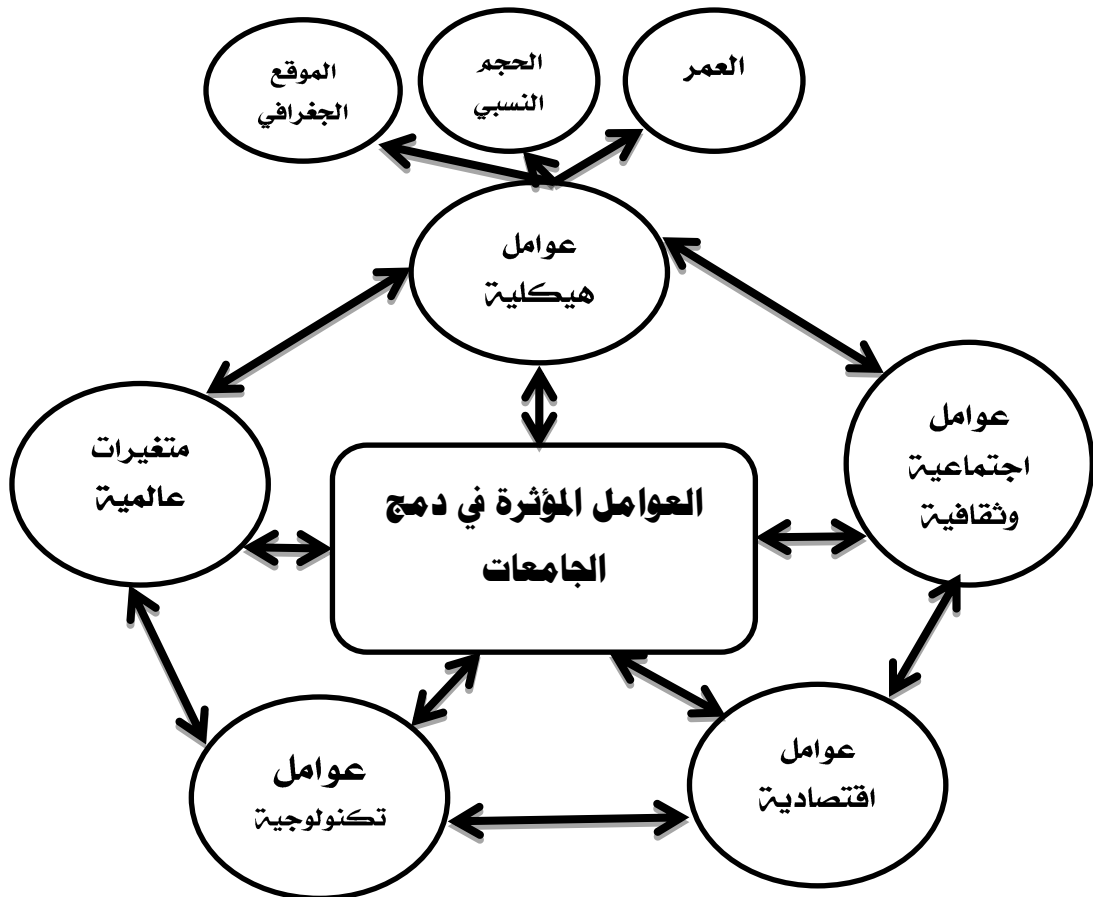 العمر
الحجم
النسبي
الموقع
الجغرافي
عوامل
هيكلية
عوامل
اجتماعية
وثقافية
متغيرات
عالمية
العوامل المؤثرة في دمج
الجامعات
عوامل
اقتصادية
عوامل
تكنولوجية